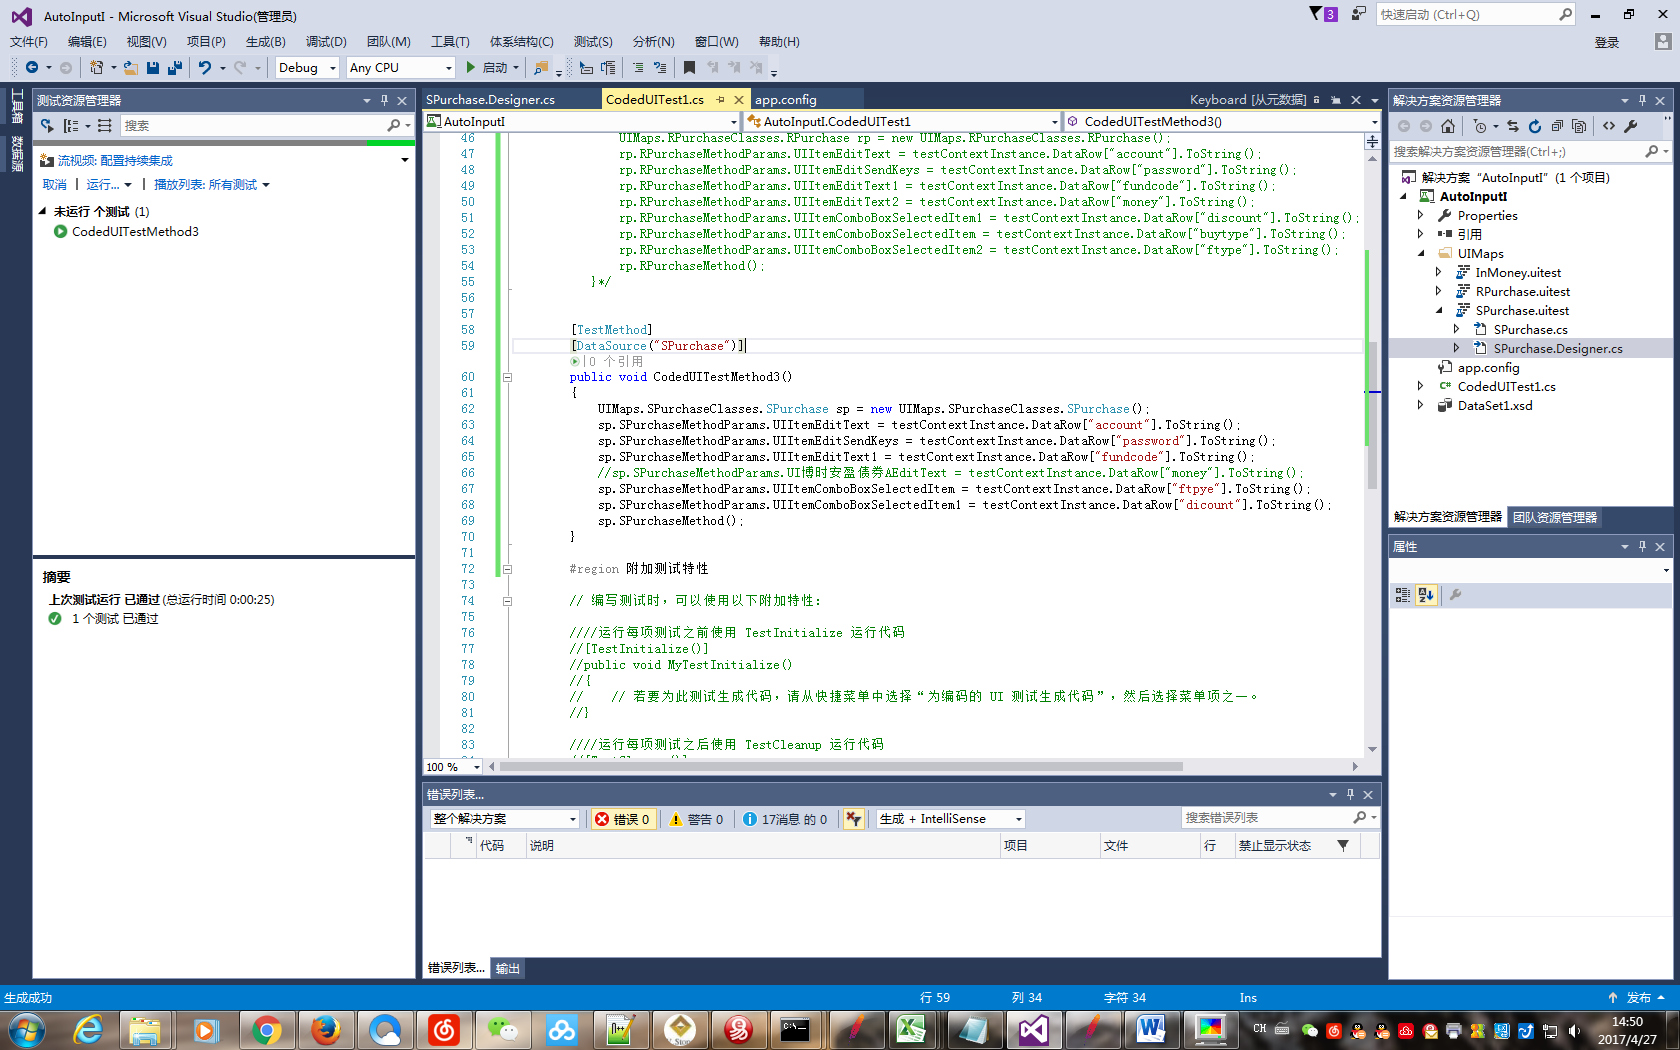 AutoInputI - Microsoft Visual Studio(管理员)
3
快速启动 (Ctrl+Q)
文件(F) 编辑(E) 视图(V) 项目(P) 生成(B) 调试(D) 团队(M) 工具(T) 体系结构(C) 测试(S) 分析(N) 窗口(W) 帮助(H)
登录
Debug Any CPU 启动
工具箱
数据源
测试资源管理器
搜索
流视频: 配置持续集成
取消 运行... 播放列表: 所有测试
未运行 个测试 (1)
CodedUITestMethod3
摘要
上次测试运行 已通过 (总运行时间 0:00:25)
1 个测试 已通过
SPurchase.Designer.cs CodedUITest1.cs app.config Keyboard [从元数据]
AutoInputI AutoInputI.CodedUITest1 CodedUITestMethod3()
46 UIMaps.RPurchaseClasses.RPurchase rp = new UIMaps.RPurchaseClasses.RPurchase();
47 rp.RPurchaseMethodParams.UIItemEditText = testContextInstance.DataRow["account"].ToString();
48 rp.RPurchaseMethodParams.UIItemEditSendKeys = testContextInstance.DataRow["password"].ToString();
49 rp.RPurchaseMethodParams.UIItemEditText1 = testContextInstance.DataRow["fundcode"].ToString();
50 rp.RPurchaseMethodParams.UIItemEditText2 = testContextInstance.DataRow["money"].ToString();
51 rp.RPurchaseMethodParams.UIItemComboBoxSelectedItem1 = testContextInstance.DataRow["discount"].ToString();
52 rp.RPurchaseMethodParams.UIItemComboBoxSelectedItem = testContextInstance.DataRow["buytype"].ToString();
53 rp.RPurchaseMethodParams.UIItemComboBoxSelectedItem2 = testContextInstance.DataRow["ftype"].ToString();
54 rp.RPurchaseMethod();
55 }*/
56
57
58 [TestMethod]
59 [DataSource("SPurchase")]
0 个引用
60 public void CodedUITestMethod3()
61 {
62 UIMaps.SPurchaseClasses.SPurchase sp = new UIMaps.SPurchaseClasses.SPurchase();
63 sp.SPurchaseMethodParams.UIItemEditText = testContextInstance.DataRow["account"].ToString();
64 sp.SPurchaseMethodParams.UIItemEditSendKeys = testContextInstance.DataRow["password"].ToString();
65 sp.SPurchaseMethodParams.UIItemEditText1 = testContextInstance.DataRow["fundcode"].ToString();
66 //sp.SPurchaseMethodParams.UI博时安盈债券AEditText = testContextInstance.DataRow["money"].ToString();
67 sp.SPurchaseMethodParams.UIItemComboBoxSelectedItem = testContextInstance.DataRow["ftpye"].ToString();
68 sp.SPurchaseMethodParams.UIItemComboBoxSelectedItem1 = testContextInstance.DataRow["dicount"].ToString();
69 sp.SPurchaseMethod();
70 }
71
72 #region 附加测试特性
73
74 // 编写测试时，可以使用以下附加特性:
75
76 ////运行每项测试之前使用 TestInitialize 运行代码
77 //[TestInitialize()]
78 //public void MyTestInitialize()
79 //{
80 // // 若要为此测试生成代码，请从快捷菜单中选择“为编码的 UI 测试生成代码”，然后选择菜单项之一。
81 //}
82
83 ////运行每项测试之后使用 TestCleanup 运行代码
100 %
错误列表...
整个解决方案 错误 0 警告 0 17消息 的 0 生成 + IntelliSense 搜索错误列表
代码 说明 项目 文件 行 禁止显示状态
错误列表... 输出
解决方案资源管理器
搜索解决方案资源管理器(Ctrl+;)
解决方案 "AutoInputI" (1 个项目)
AutoInputI
Properties
引用
UIMaps
InMoney.uitest
RPurchase.uitest
SPurchase.uitest
SPurchase.cs
SPurchase.Designer.cs
app.config
CodedUITest1.cs
DataSet1.xsd
解决方案资源管理器 团队资源管理器
属性
生成成功 行 59 列 34 字符 34 Ins 发布
CH
14:50
2017/4/27